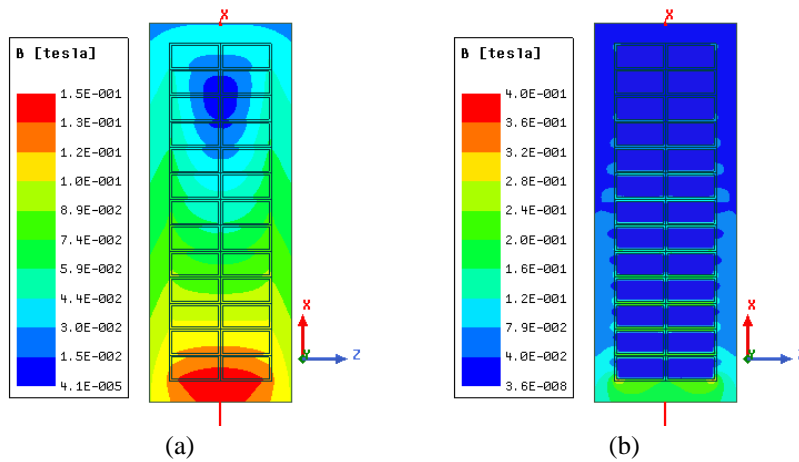 X
B [tesla]
1.5E-001
1.3E-001
1.2E-001
1.0E-001
8.9E-002
7.4E-002
5.9E-002
4.4E-002
3.0E-002
1.5E-002
4.1E-005
X
Z
(a)
X
B [tesla]
4.0E-001
3.6E-001
3.2E-001
2.8E-001
2.4E-001
2.0E-001
1.6E-001
1.2E-001
7.9E-002
4.0E-002
3.6E-008
X
(b)